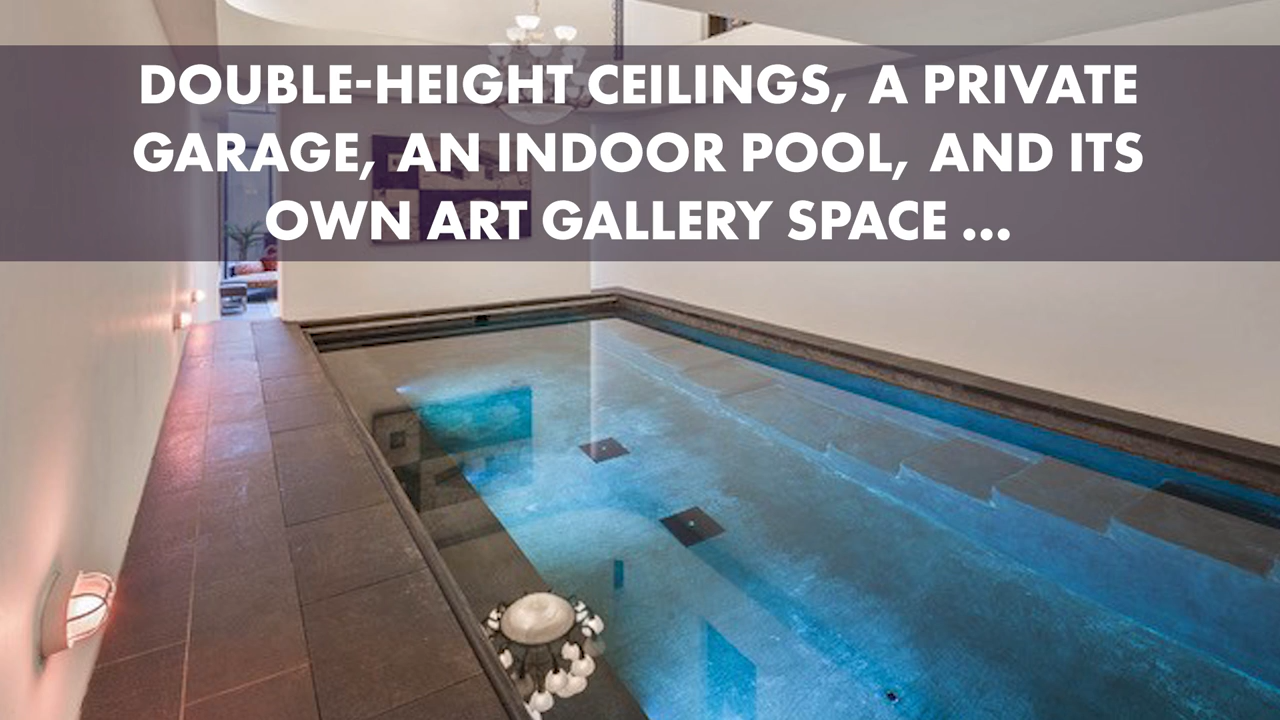 DOUBLE-HEIGHT CEILINGS, A PRIVATE
GARAGE, AN INDOOR POOL, AND ITS
OWN ART GALLERY SPACE ...